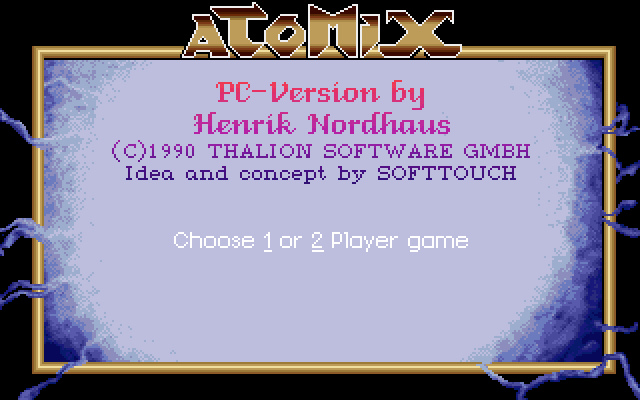 ATOMIX
PC-Version by
Henrik Nordhaus
(C)1990 THALION SOFTWARE GMBH
Idea and concept by SOFTTOUCH
Choose 1 or 2 Player game